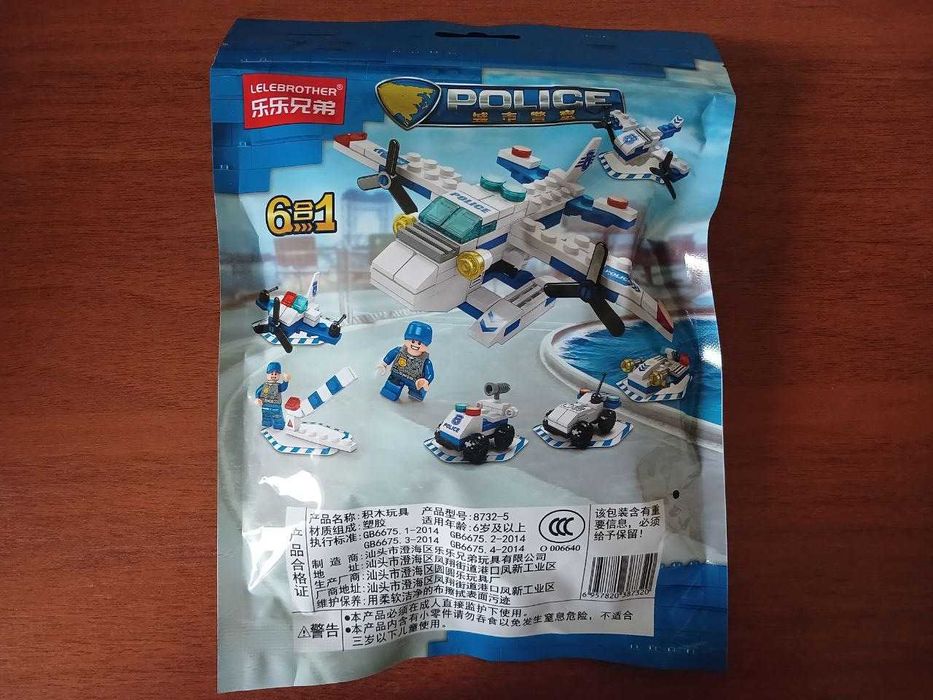 LELEBROTHER®
乐乐兄弟
POLICE
城市警察
6合1
POLICE
POLICE
POLICE
产品合格证
产品名称:积木玩具 产品型号:8732-5
材质组成:塑胶 适用年龄:6岁及以上
执行标准:GB6675.1-2014 GB6675.2-2014
GB6675.3-2014 GB6675.4-2014
制造商:汕头市澄海区乐乐兄弟玩具有限公司
地址:汕头市澄海区凤翔街道港口凤新工业区
生产厂商:汕头市澄海区圆圆乐玩具厂
厂商地址:汕头市澄海区凤翔街道港口凤新工业区
维护保养:用柔软洁净的布擦拭表面污迹
CCC
O 006640
该包装含有重
要信息,必须
给予保留!
6 957820 587320
⚠警告
●本产品必须在成人直接监护下使用。
●本产品内含有小零件请勿吞食以免发生窒息危险,不适合
三岁以下儿童使用。